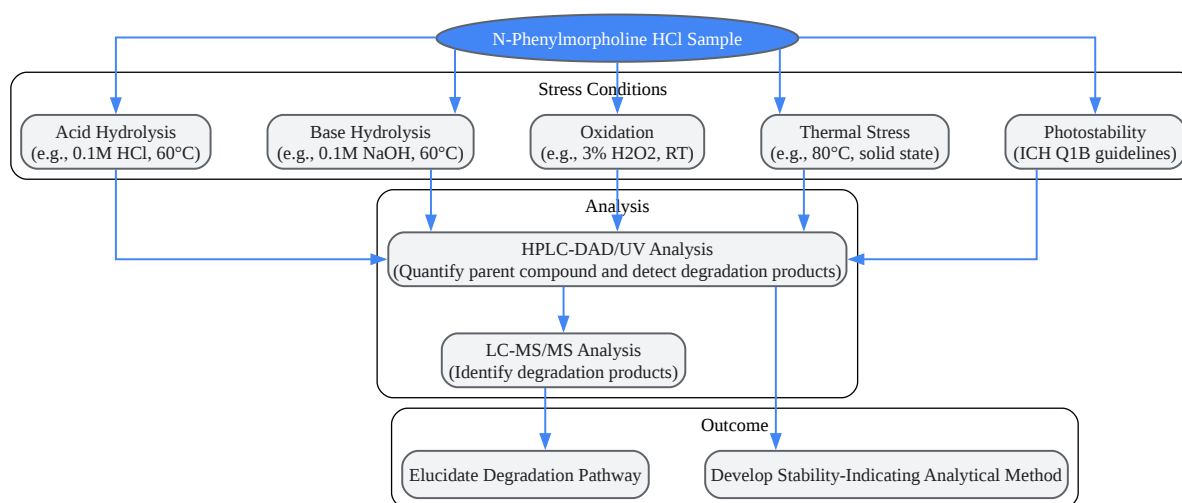 N-Phenylmorpholine HCl Sample
Stress Conditions
Acid Hydrolysis
(e.g., 0.1M HCl, 60°C)
Base Hydrolysis
(e.g., 0.1M NaOH, 60°C)
Oxidation
(e.g., 3% H2O2, RT)
Thermal Stress
(e.g., 80°C, solid state)
Photostability
(ICH Q1B guidelines)
Analysis
HPLC-DAD/UV Analysis
(Quantify parent compound and detect degradation products)
LC-MS/MS Analysis
(Identify degradation products)
Outcome
Elucidate Degradation Pathway
Develop Stability-Indicating Analytical Method